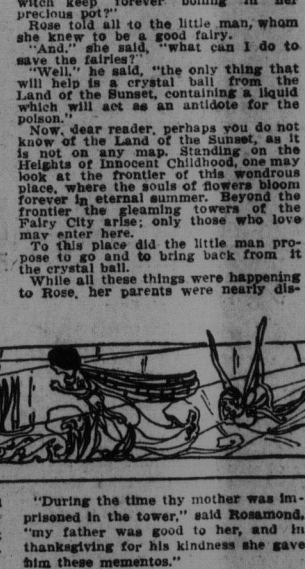 witch keep forever boiling in her
precious pot?"
Rose told all to the little man, whom
she knew to be a good fairy.
"And," she said, "what can I do to
save the fairies?"
"Well," he said, "the only thing that
will help is a crystal ball from the
Land of the Sunset, containing a liquid
which will act as an antidote for the
poison."
Now, dear reader, perhaps you do not
know of the Land of the Sunset, as it
is not on any map. Standing on the
Heights of Innocent Childhood, one may
look at the frontier of this wondrous
place, where the souls of flowers bloom
forever in eternal summer. Beyond the
frontier the gleaming towers of the
Fairy City arise; only those who love
may enter here.
To this place did the little man pro-
pose to go and to bring back from it
the crystal ball.
While all these things were happening
to Rose, her parents were nearly dis-
"During the time thy mother was im-
prisoned in the tower," said Rosamond,
"my father was good to her, and in
thanksgiving for his kindness she gave
him these mementos."